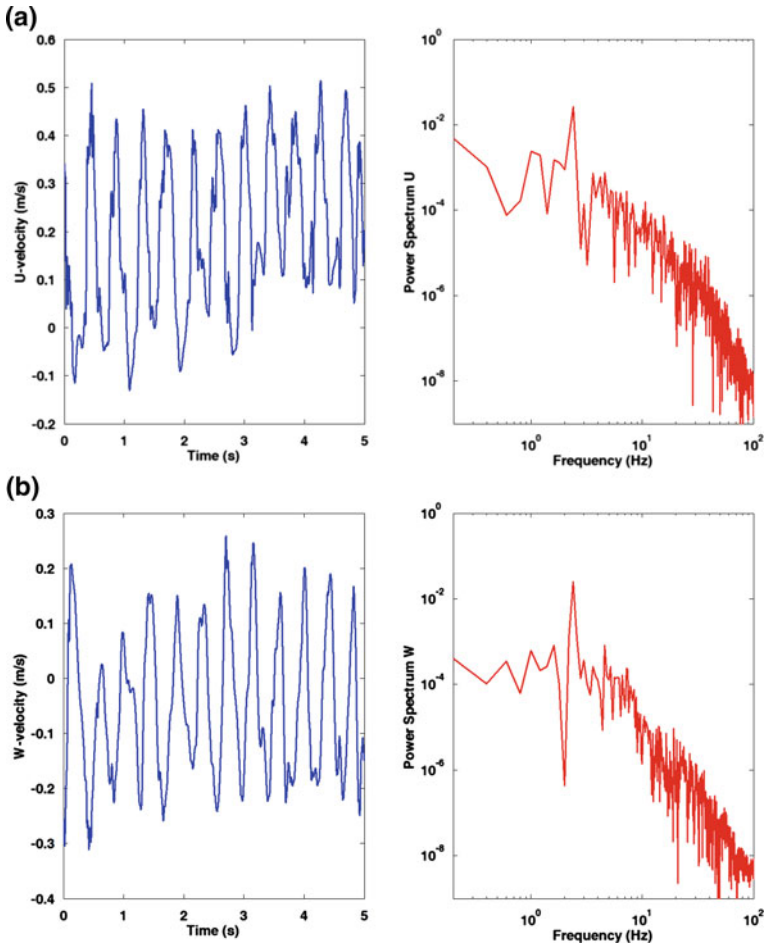 (a)
0.6
0.5
0.4
0.3
0.2
0.1
0
-0.1
-0.2
U-velocity (m/s)
0 1 2 3 4 5
Time (s)
10^0
10^-2
10^-4
10^-6
10^-8
Power Spectrum U
10^0 10^1 10^2
Frequency (Hz)
(b)
0.3
0.2
0.1
0
-0.1
-0.2
-0.3
-0.4
W-velocity (m/s)
0 1 2 3 4 5
Time (s)
10^0
10^-2
10^-4
10^-6
10^-8
Power Spectrum W
10^0 10^1 10^2
Frequency (Hz)